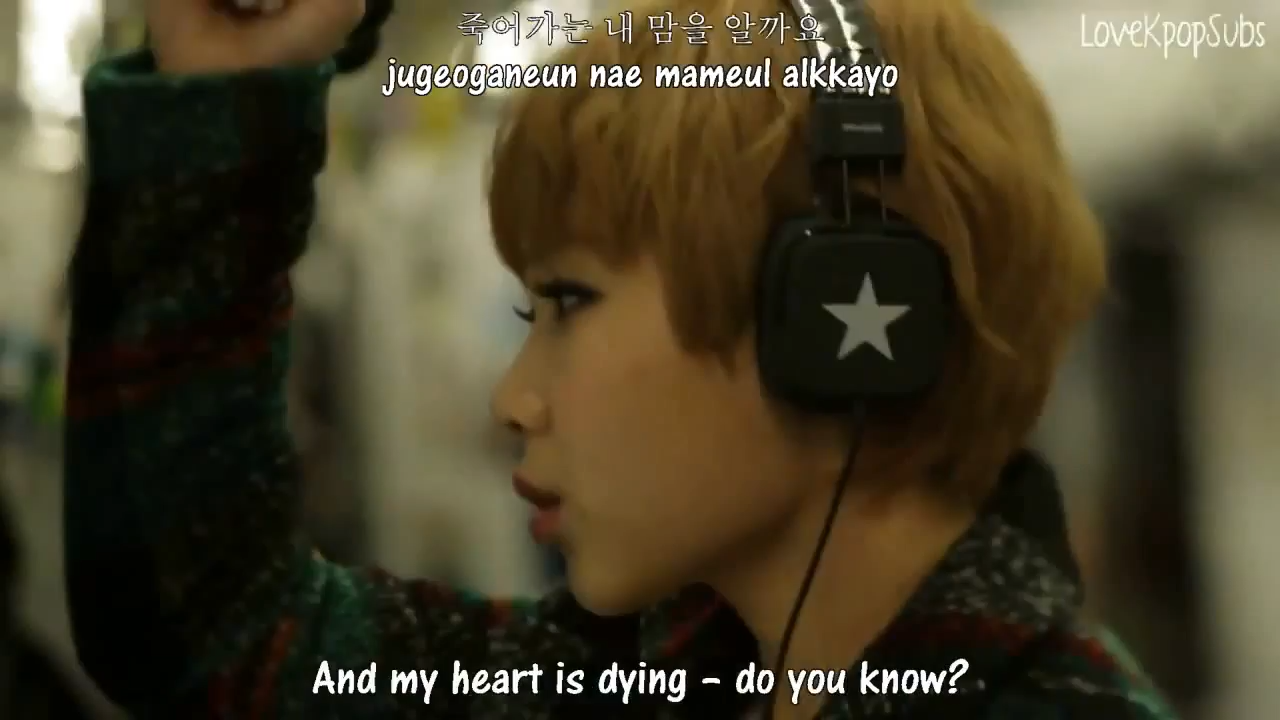 죽어가는 내 맘을 알까요
LoveKpopSubs
jugeoganeun nae mameul alkkayo
And my heart is dying – do you know?